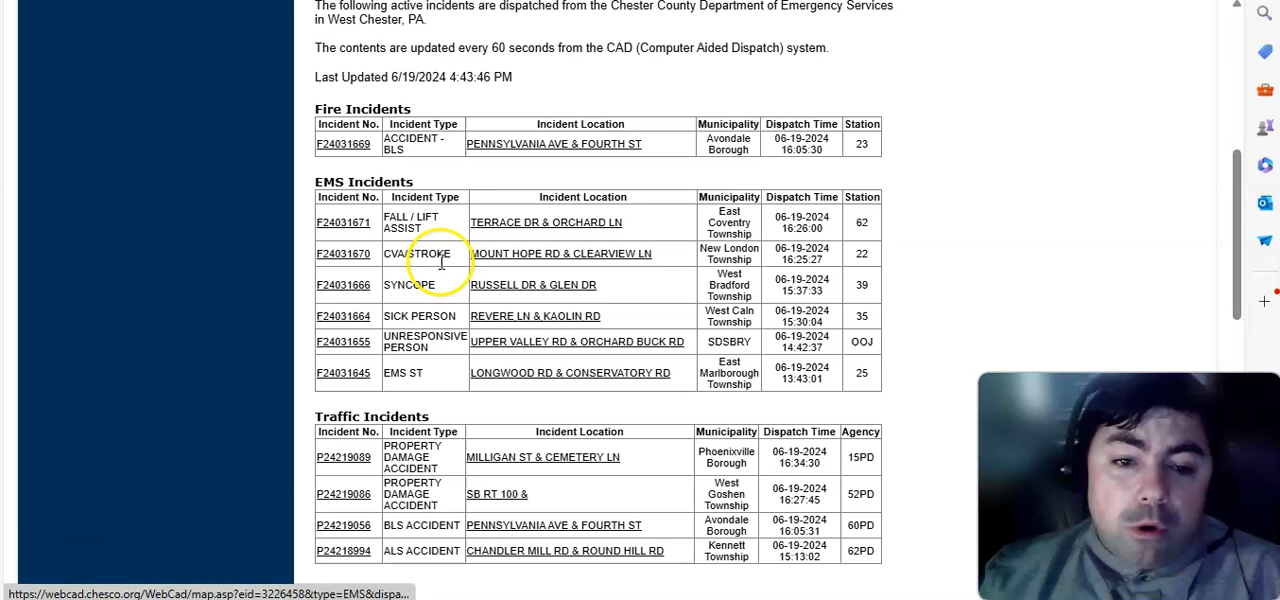 The following active incidents are dispatched from the Chester County Department of Emergency Services
in West Chester, PA.
The contents are updated every 60 seconds from the CAD (Computer Aided Dispatch) system.
Last Updated 6/19/2024 4:43:46 PM
Fire Incidents
Incident No. Incident Type Incident Location Municipality Dispatch Time Station
F24031669 ACCIDENT - BLS PENNSYLVANIA AVE & FOURTH ST Avondale Borough 06-19-2024 16:05:30 23
EMS Incidents
Incident No. Incident Type Incident Location Municipality Dispatch Time Station
F24031671 FALL / LIFT ASSIST TERRACE DR & ORCHARD LN East Coventry Township 06-19-2024 16:26:00 62
F24031670 CVA/STROKE MOUNT HOPE RD & CLEARVIEW LN New London Township 06-19-2024 16:25:27 22
F24031666 SYNCOPE RUSSELL DR & GLEN DR West Bradford Township 06-19-2024 15:37:33 39
F24031664 SICK PERSON REVERE LN & KAOLIN RD West Caln Township 06-19-2024 15:30:04 35
F24031655 UNRESPONSIVE PERSON UPPER VALLEY RD & ORCHARD BUCK RD SDSBRY 06-19-2024 14:42:37 OOJ
F24031645 EMS ST LONGWOOD RD & CONSERVATORY RD East Marlborough Township 06-19-2024 13:43:01 25
Traffic Incidents
Incident No. Incident Type Incident Location Municipality Dispatch Time Agency
P24219089 PROPERTY DAMAGE ACCIDENT MILLIGAN ST & CEMETERY LN Phoenixville Borough 06-19-2024 16:34:30 15PD
P24219086 PROPERTY DAMAGE ACCIDENT SB RT 100 & West Goshen Township 06-19-2024 16:27:45 52PD
P24219056 BLS ACCIDENT PENNSYLVANIA AVE & FOURTH ST Avondale Borough 06-19-2024 16:05:31 60PD
P24218994 ALS ACCIDENT CHANDLER MILL RD & ROUND HILL RD Kennett Township 06-19-2024 15:13:02 62PD
https://webcad.chesco.org/WebCad/map.asp?eid=3226458&type=EMS&dispa...